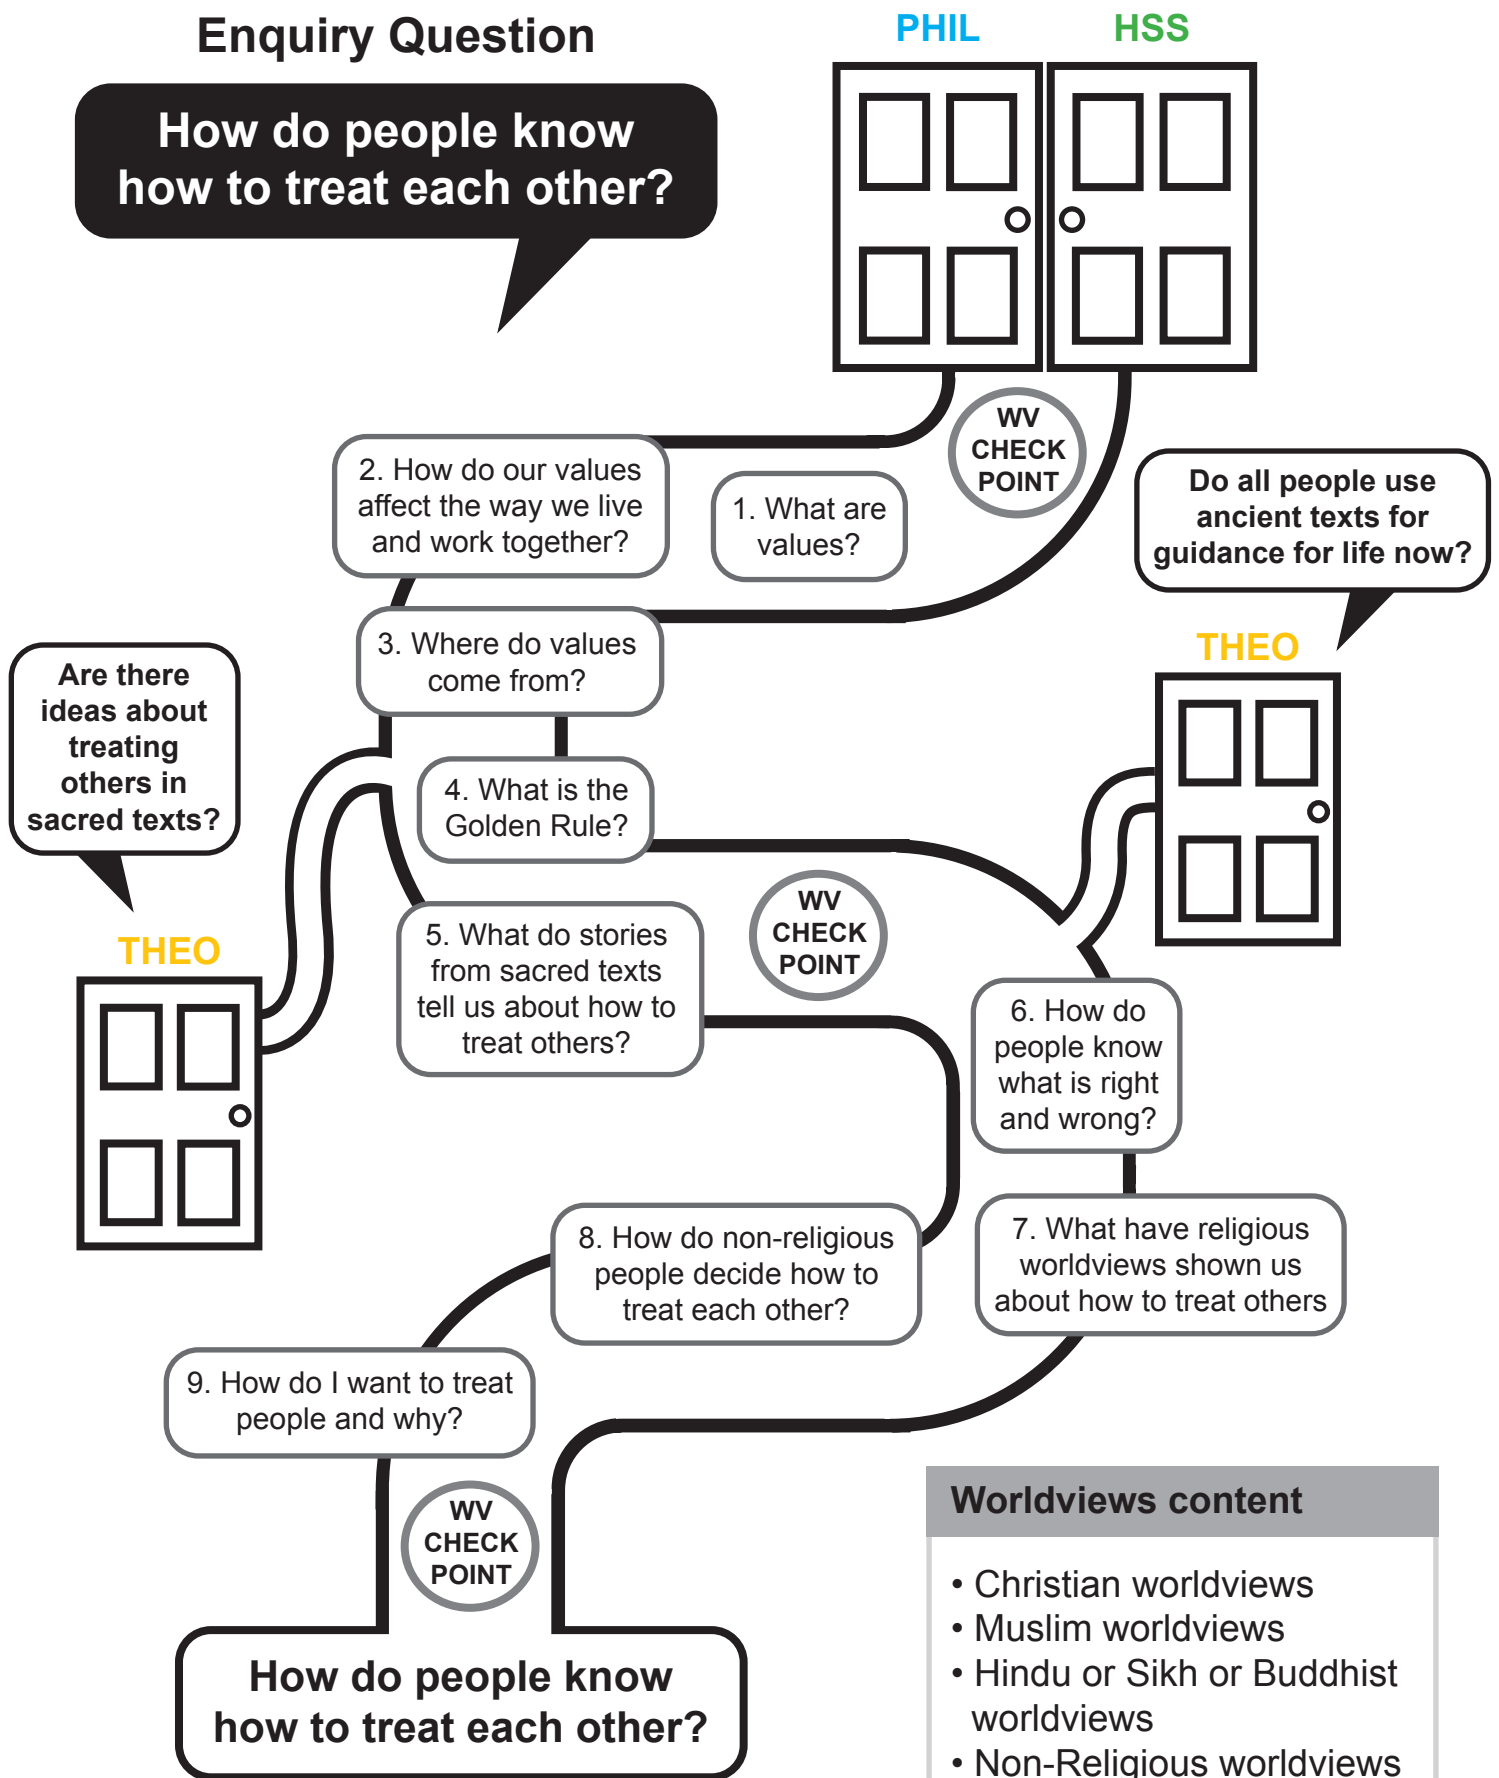 Enquiry Question
How do people know
how to treat each other?
PHIL
HSS
WV
CHECK
POINT
1. What are
values?
2. How do our values
affect the way we live
and work together?
Do all people use
ancient texts for
guidance for life now?
THEO
3. Where do values
come from?
Are there
ideas about
treating
others in
sacred texts?
THEO
4. What is the
Golden Rule?
WV
CHECK
POINT
5. What do stories
from sacred texts
tell us about how to
treat others?
6. How do
people know
what is right
and wrong?
7. What have religious
worldviews shown us
about how to treat others
8. How do non-religious
people decide how to
treat each other?
9. How do I want to treat
people and why?
WV
CHECK
POINT
How do people know
how to treat each other?
Worldviews content
• Christian worldviews
• Muslim worldviews
• Hindu or Sikh or Buddhist
worldviews
• Non-Religious worldviews